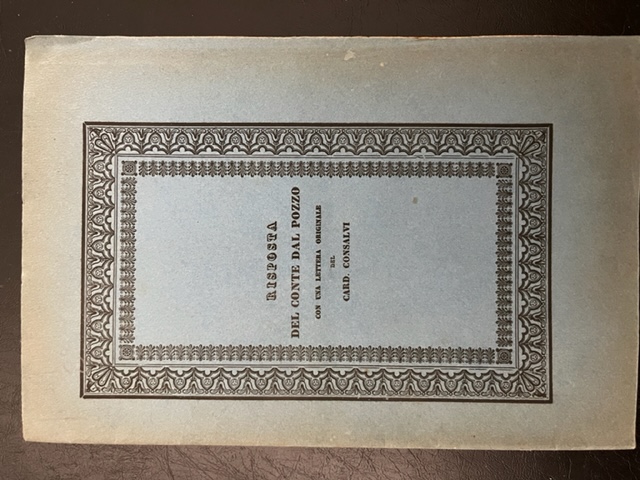 RISPOSTA
DEL CONTE DAL POZZO
CON UNA LETTERA ORIGINALE
DEL
CARD. CONSALVI